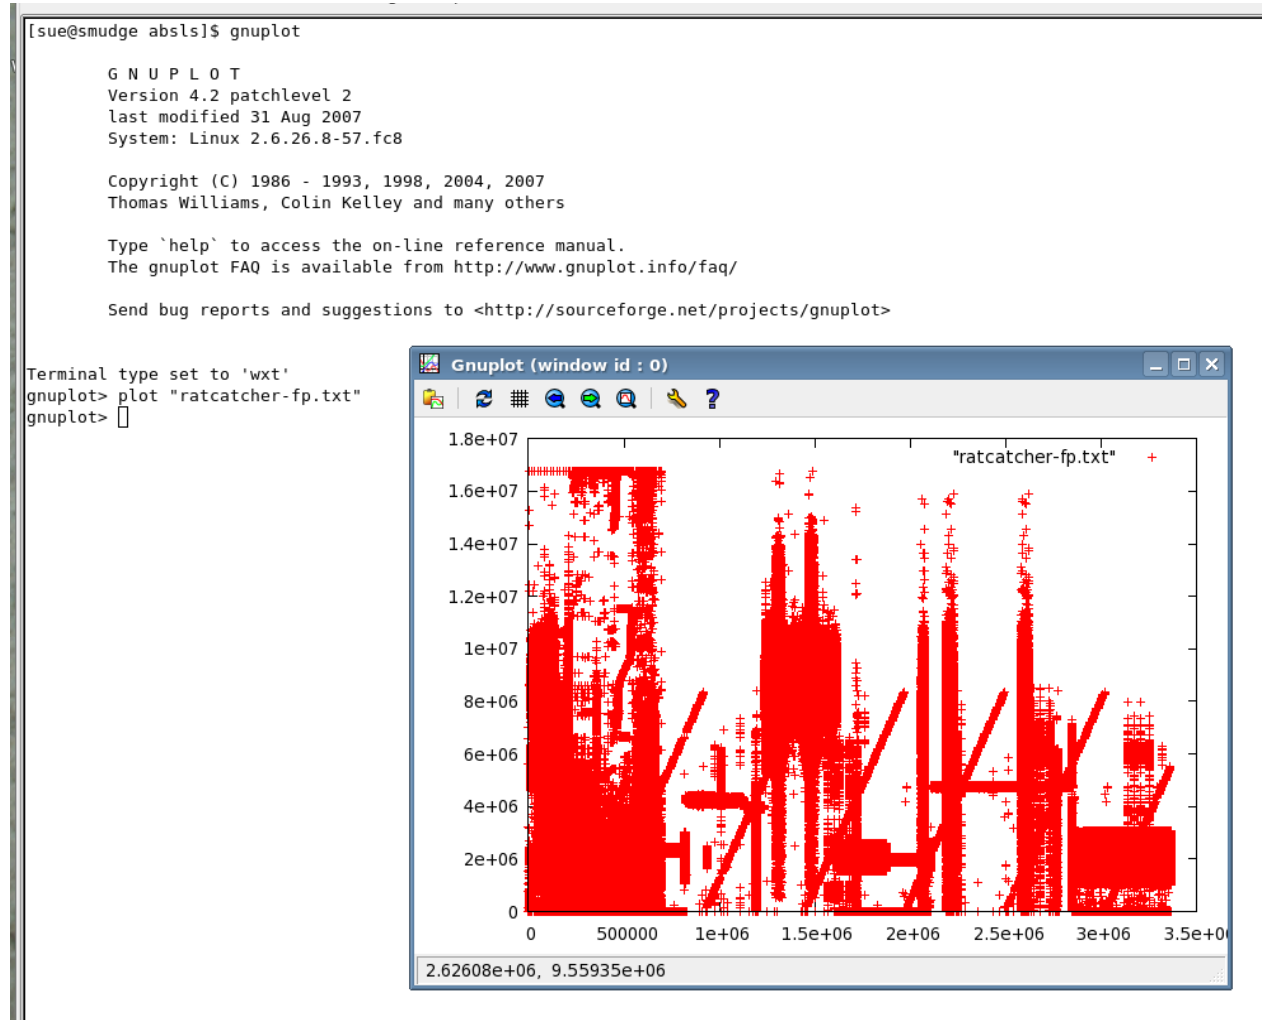 [sue@smudge absls]$ gnuplot
G N U P L O T
Version 4.2 patchlevel 2
last modified 31 Aug 2007
System: Linux 2.6.26.8-57.fc8
Copyright (C) 1986 - 1993, 1998, 2004, 2007
Thomas Williams, Colin Kelley and many others
Type `help` to access the on-line reference manual.
The gnuplot FAQ is available from http://www.gnuplot.info/faq/
Send bug reports and suggestions to <http://sourceforge.net/projects/gnuplot>
Terminal type set to 'wxt'
gnuplot> plot "ratcatcher-fp.txt"
gnuplot>
Gnuplot (window id : 0)
"ratcatcher-fp.txt"
1.8e+07
1.6e+07
1.4e+07
1.2e+07
1e+07
8e+06
6e+06
4e+06
2e+06
0
0 500000 1e+06 1.5e+06 2e+06 2.5e+06 3e+06 3.5e+0
2.62608e+06, 9.55935e+06